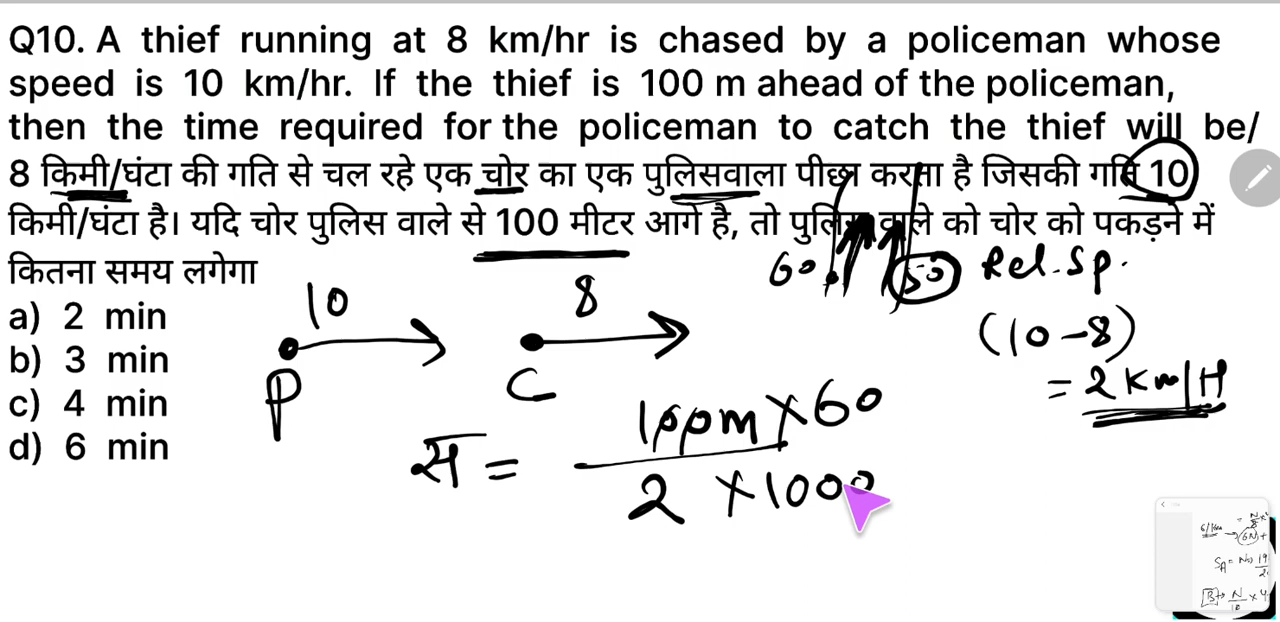 Q10. A thief running at 8 km/hr is chased by a policeman whose
speed is 10 km/hr. If the thief is 100 m ahead of the policeman,
then the time required for the policeman to catch the thief will be/
8 किमी/घंटा की गति से चल रहे एक चोर का एक पुलिसवाला पीछा करता है जिसकी गति 10
किमी/घंटा है। यदि चोर पुलिस वाले से 100 मीटर आगे है, तो पुलिस वाले को चोर को पकड़ने में
कितना समय लगेगा
60 50 Rel. Sp.
a) 2 min
b) 3 min
c) 4 min
d) 6 min
10
8
P
C
(10-8)
= 2 Km/H
स = 100m × 60
2 × 1000